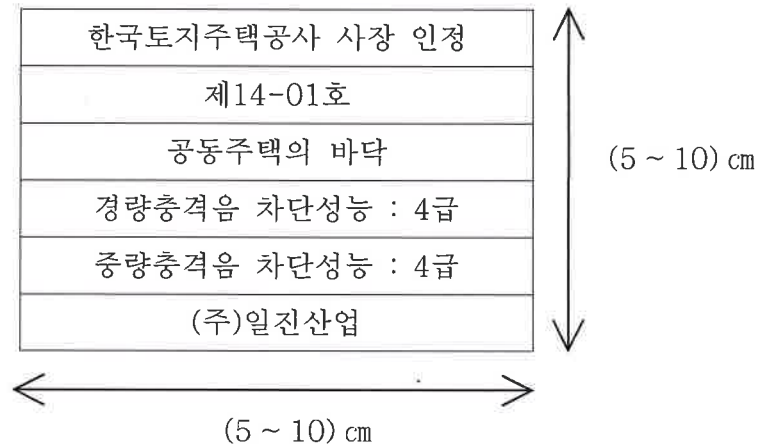 한국토지주택공사 사장 인정
제14-01호
공동주택의 바닥
(5 ~ 10) ㎝
경량충격음 차단성능 : 4급
중량충격음 차단성능 : 4급
(주)일진산업
(5 ~ 10) ㎝